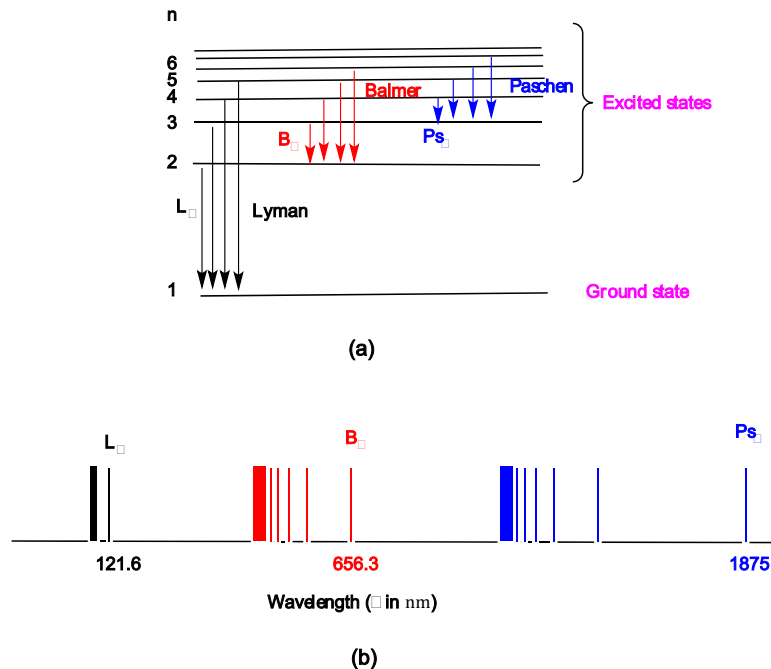 n
6
5
4
3
2
1
Balmer
Paschen
Excited states
B□
Ps□
L□
Lyman
Ground state
(a)
L□
B□
Ps□
121.6
656.3
1875
Wavelength (□ in nm)
(b)